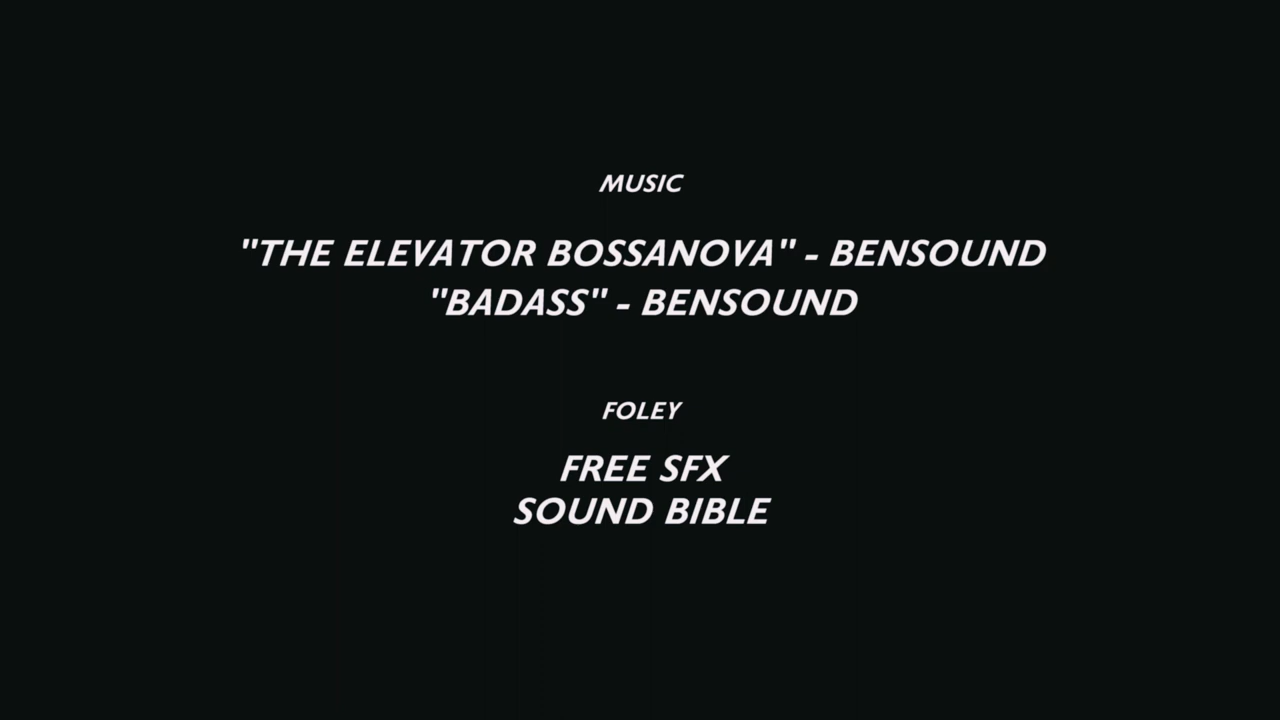 MUSIC
"THE ELEVATOR BOSSANOVA" - BENSOUND
"BADASS" - BENSOUND
FOLEY
FREE SFX
SOUND BIBLE